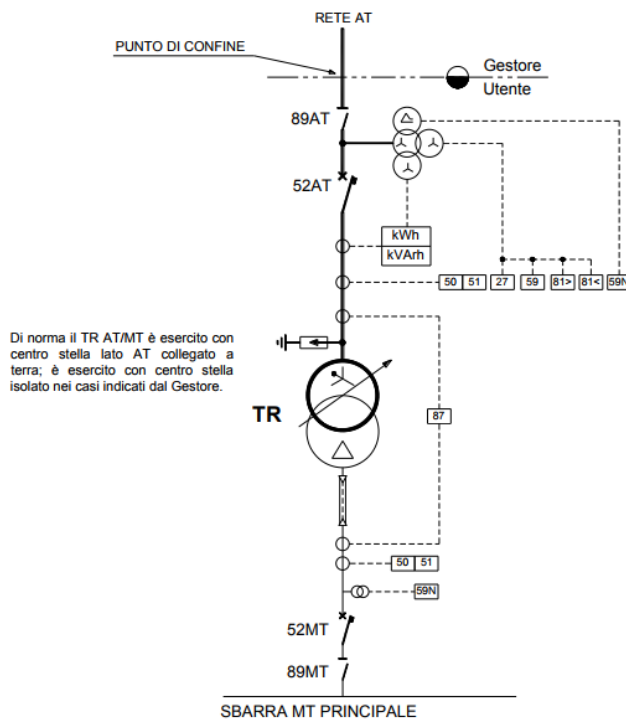 RETE AT
PUNTO DI CONFINE
Gestore
Utente
89AT
52AT
kWh
kVArh
50 51 27 59 81> 81< 59N
Di norma il TR AT/MT è esercito con
centro stella lato AT collegato a
terra; è esercito con centro stella
isolato nei casi indicati dal Gestore.
TR
87
50 51
59N
52MT
89MT
SBARRA MT PRINCIPALE